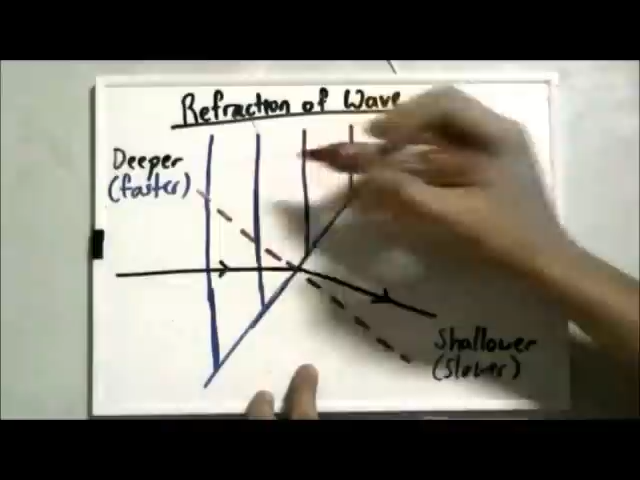 Refraction of Wave
Deeper
(faster)
Shallower
(Slower)